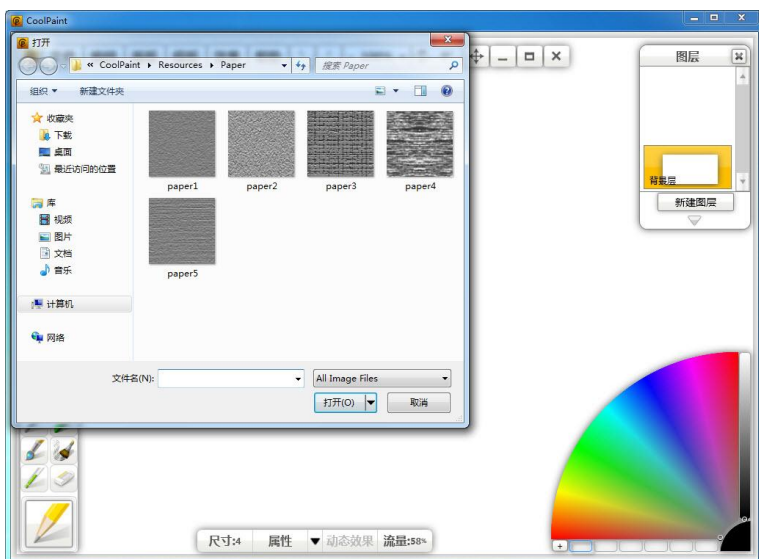 CoolPaint
打开
« CoolPaint ▸ Resources ▸ Paper
搜索 Paper
组织 新建文件夹
收藏夹
下载
桌面
最近访问的位置
库
视频
图片
文档
音乐
计算机
网络
paper1 paper2 paper3 paper4
paper5
文件名(N): All Image Files
打开(O) 取消
图层
背景层
新建图层
尺寸:4 属性 动态效果 流量:58%